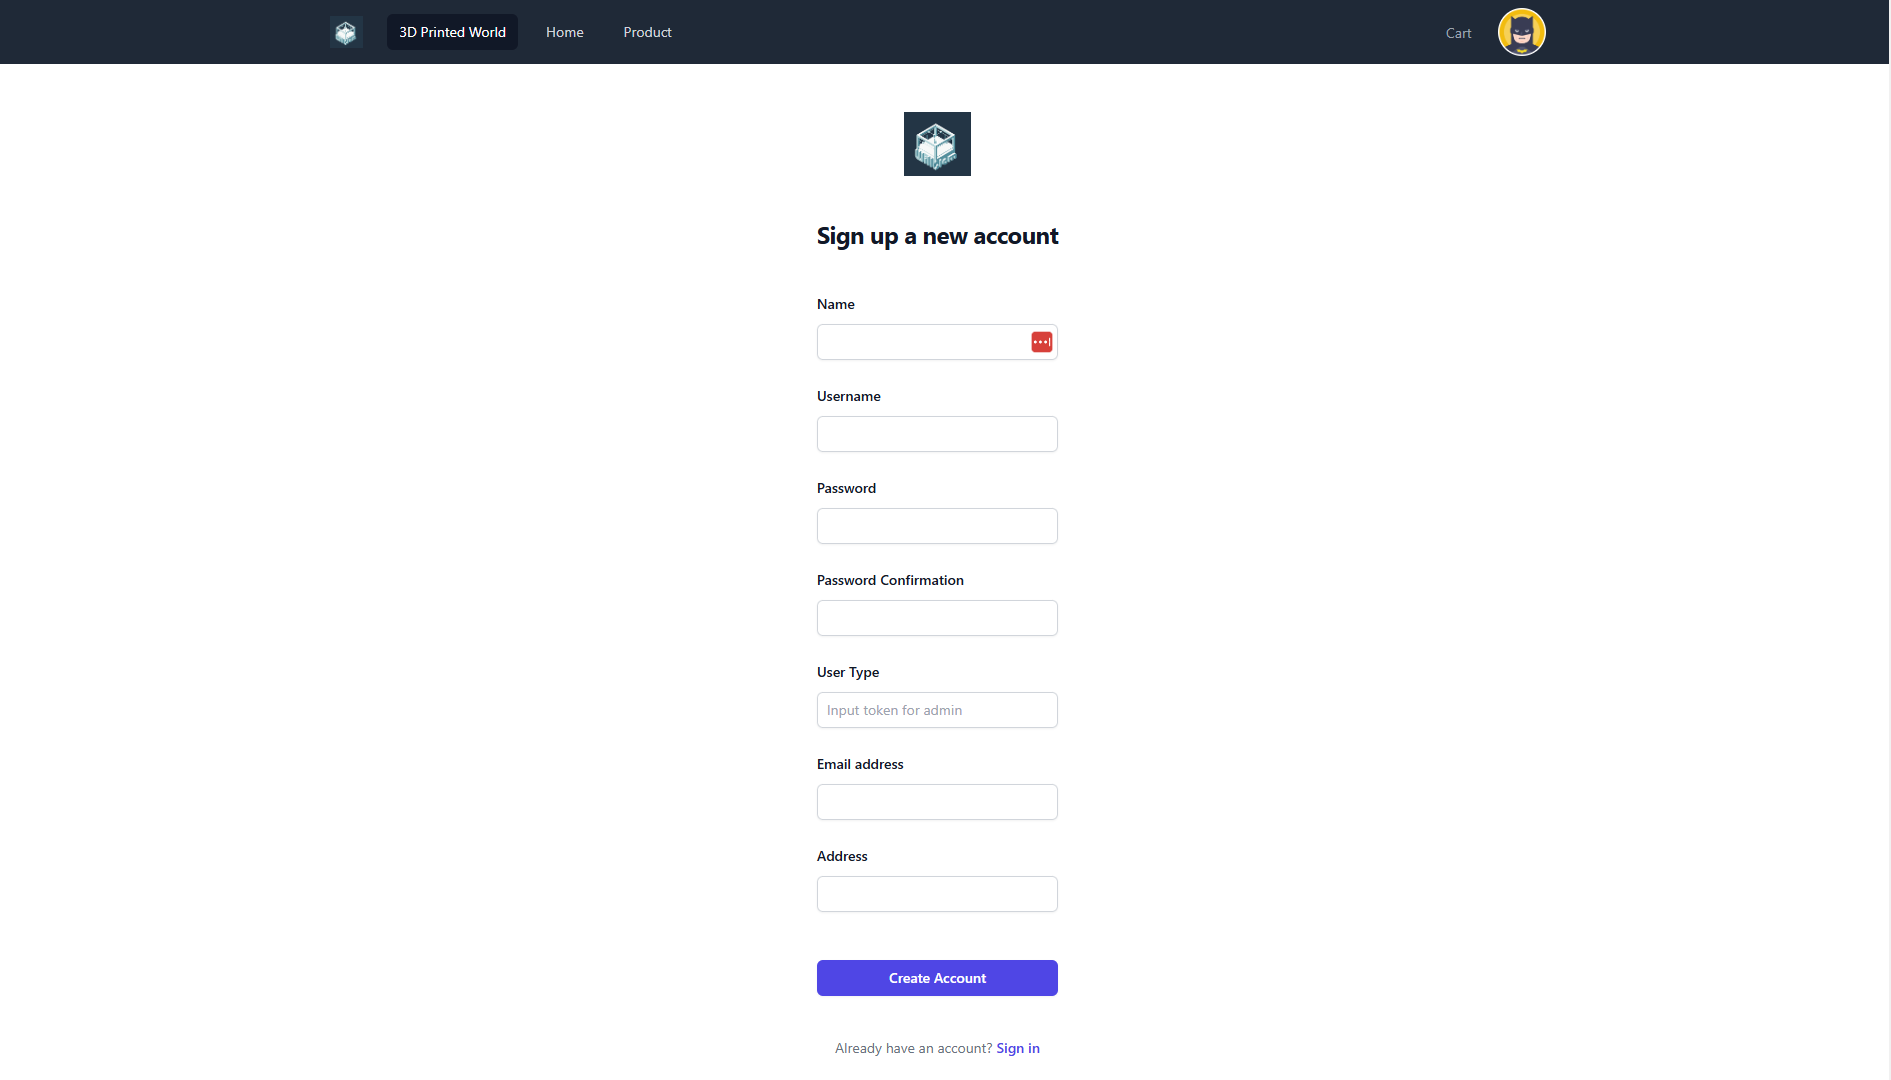 3D Printed World
Home
Product
Cart
Sign up a new account
Name
Username
Password
Password Confirmation
User Type
Input token for admin
Email address
Address
Create Account
Already have an account? Sign in